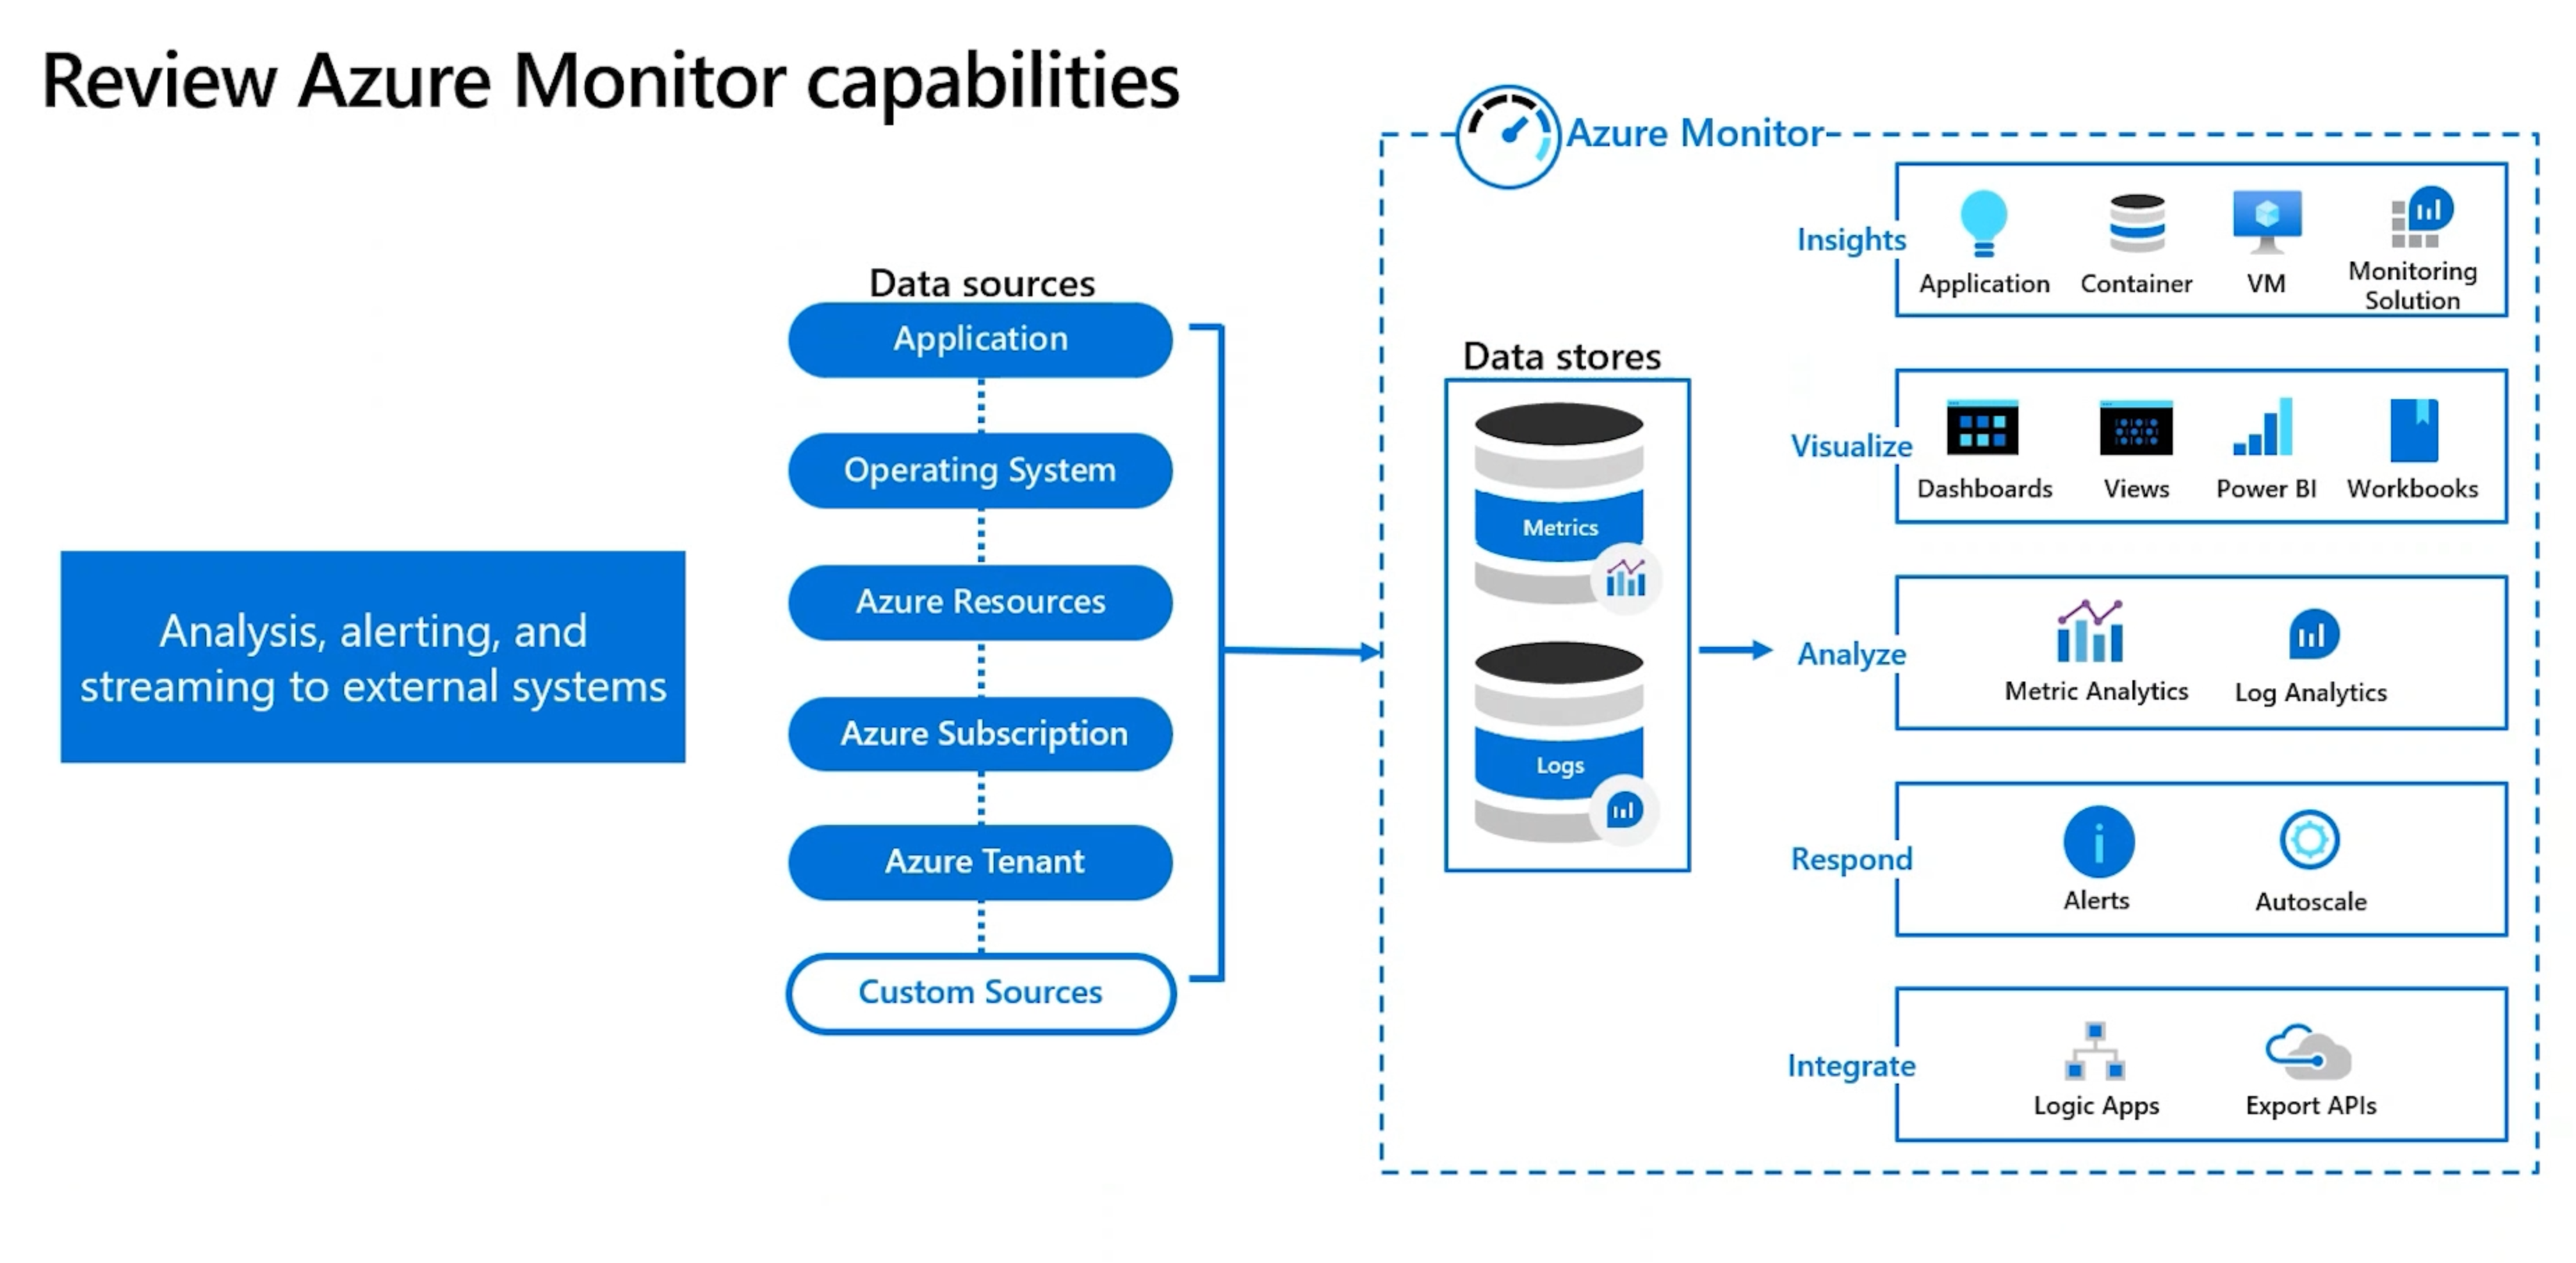 Review Azure Monitor capabilities
Analysis, alerting, and
streaming to external systems
Data sources
Application
Operating System
Azure Resources
Azure Subscription
Azure Tenant
Custom Sources
Azure Monitor
Data stores
Metrics
Logs
Insights
Application
Container
VM
Monitoring
Solution
Visualize
Dashboards
Views
Power BI
Workbooks
Analyze
Metric Analytics
Log Analytics
Respond
Alerts
Autoscale
Integrate
Logic Apps
Export APIs